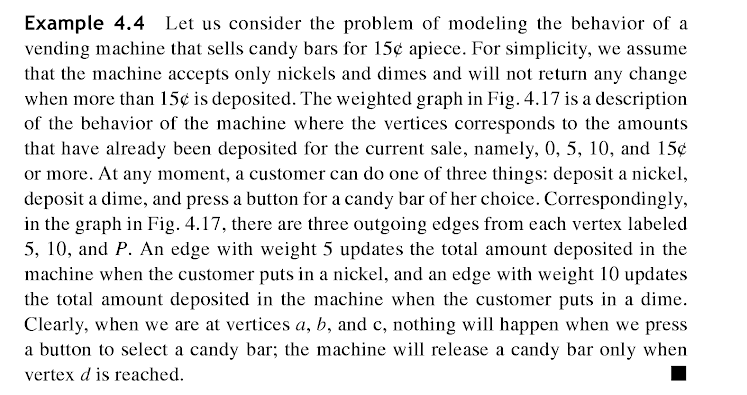 Example 4.4 Let us consider the problem of modeling the behavior of a
vending machine that sells candy bars for 15¢ apiece. For simplicity, we assume
that the machine accepts only nickels and dimes and will not return any change
when more than 15¢ is deposited. The weighted graph in Fig. 4.17 is a description
of the behavior of the machine where the vertices corresponds to the amounts
that have already been deposited for the current sale, namely, 0, 5, 10, and 15¢
or more. At any moment, a customer can do one of three things: deposit a nickel,
deposit a dime, and press a button for a candy bar of her choice. Correspondingly,
in the graph in Fig. 4.17, there are three outgoing edges from each vertex labeled
5, 10, and P. An edge with weight 5 updates the total amount deposited in the
machine when the customer puts in a nickel, and an edge with weight 10 updates
the total amount deposited in the machine when the customer puts in a dime.
Clearly, when we are at vertices a, b, and c, nothing will happen when we press
a button to select a candy bar; the machine will release a candy bar only when
vertex d is reached.